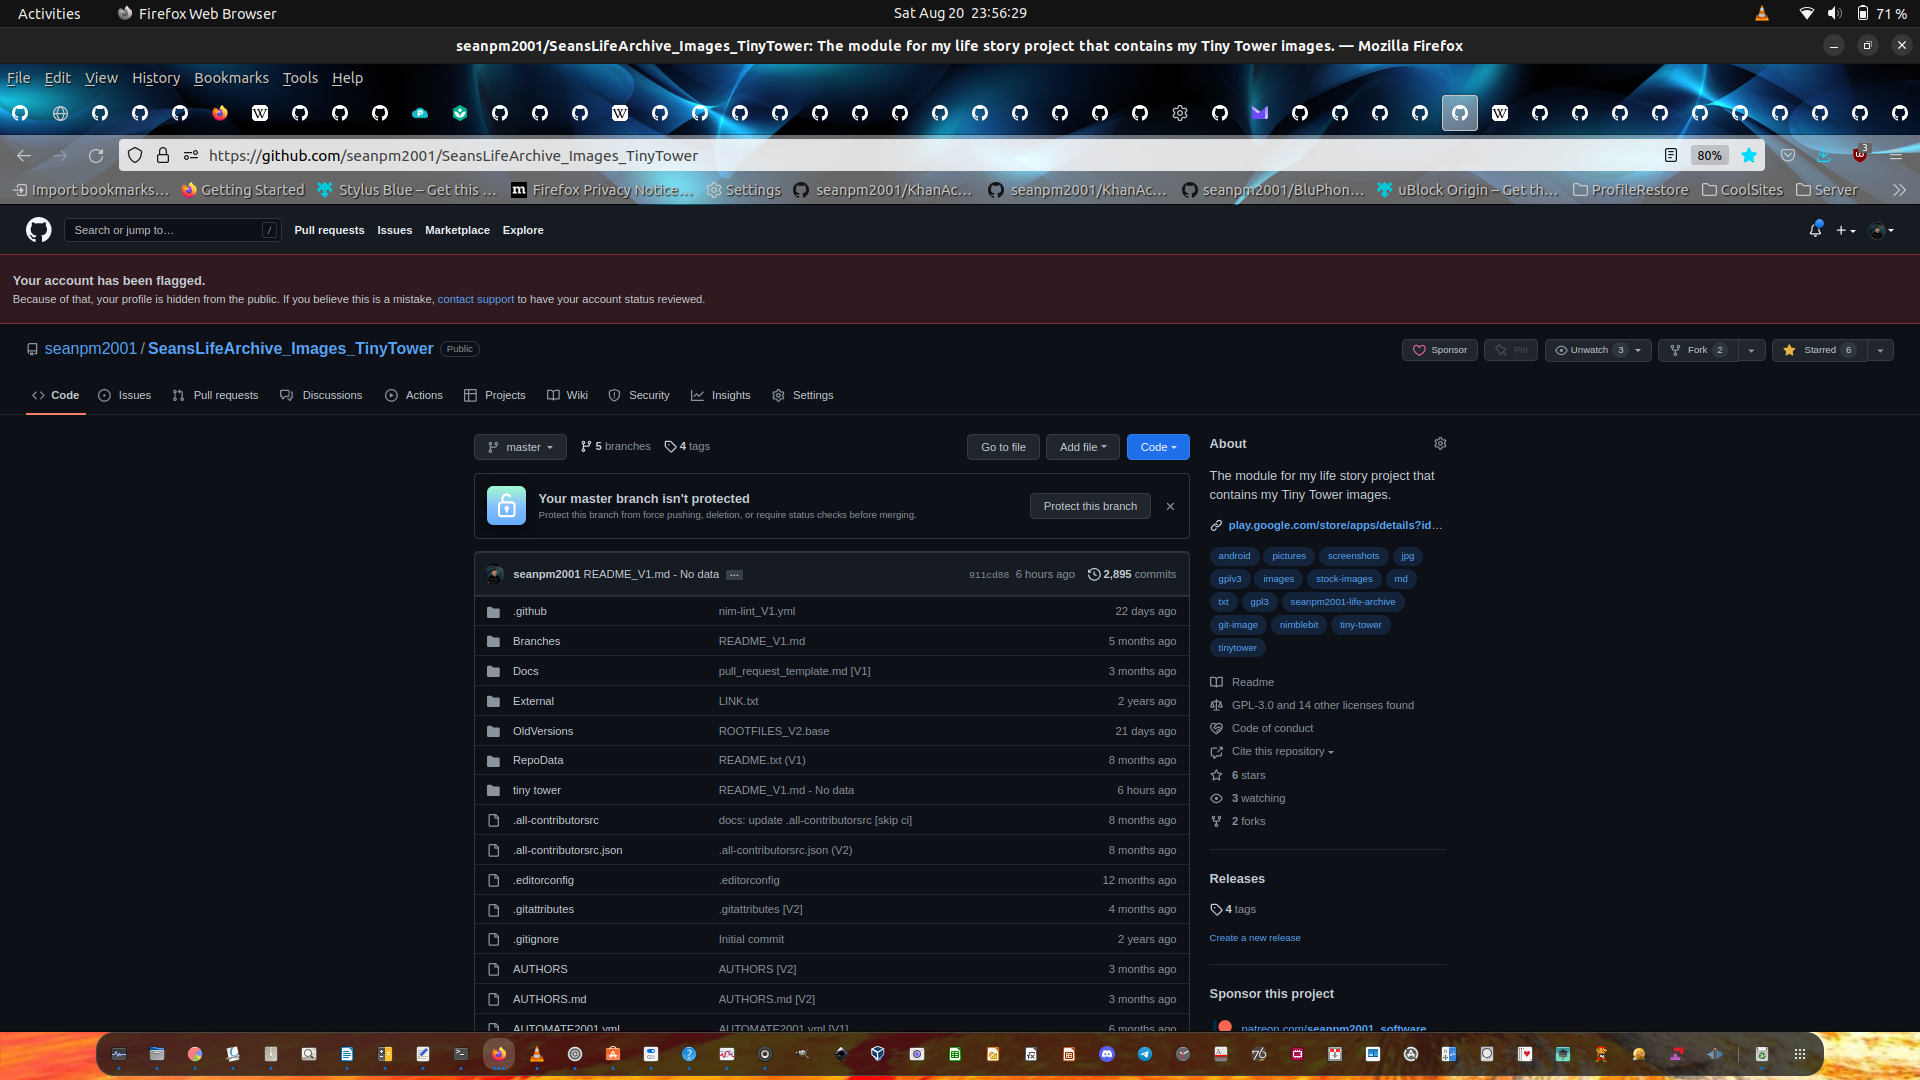 Activities
Firefox Web Browser
Sat Aug 20 23:56:29
71 %
seanpm2001/SeansLifeArchive_Images_TinyTower: The module for my life story project that contains my Tiny Tower images. — Mozilla Firefox
File Edit View History Bookmarks Tools Help
https://github.com/seanpm2001/SeansLifeArchive_Images_TinyTower
80%
3
Import bookmarks… Getting Started Stylus Blue – Get this … Firefox Privacy Notice… Settings seanpm2001/KhanAc… seanpm2001/KhanAc… seanpm2001/BluPhon… uBlock Origin – Get th… ProfileRestore CoolSites Server
Search or jump to… /
Pull requests Issues Marketplace Explore
Your account has been flagged.
Because of that, your profile is hidden from the public. If you believe this is a mistake, contact support to have your account status reviewed.
seanpm2001 / SeansLifeArchive_Images_TinyTower Public
Sponsor Pin Unwatch 3 Fork 2 Starred 6
Code Issues Pull requests Discussions Actions Projects Wiki Security Insights Settings
master 5 branches 4 tags Go to file Add file Code
Your master branch isn't protected
Protect this branch from force pushing, deletion, or require status checks before merging.
Protect this branch
seanpm2001 README_V1.md - No data … 911cd88 6 hours ago 2,895 commits
.github nim-lint_V1.yml 22 days ago
Branches README_V1.md 5 months ago
Docs pull_request_template.md [V1] 3 months ago
External LINK.txt 2 years ago
OldVersions ROOTFILES_V2.base 21 days ago
RepoData README.txt (V1) 8 months ago
tiny tower README_V1.md - No data 6 hours ago
.all-contributorsrc docs: update .all-contributorsrc [skip ci] 8 months ago
.all-contributorsrc.json .all-contributorsrc.json (V2) 8 months ago
.editorconfig .editorconfig 12 months ago
.gitattributes .gitattributes [V2] 4 months ago
.gitignore Initial commit 2 years ago
AUTHORS AUTHORS [V2] 3 months ago
AUTHORS.md AUTHORS.md [V2] 3 months ago
AUTOMATE2001.yml AUTOMATE2001.yml [V1] 6 months ago
About
The module for my life story project that
contains my Tiny Tower images.
play.google.com/store/apps/details?id…
android pictures screenshots jpg
gplv3 images stock-images md
txt gpl3 seanpm2001-life-archive
git-image nimblebit tiny-tower
tinytower
Readme
GPL-3.0 and 14 other licenses found
Code of conduct
Cite this repository
6 stars
3 watching
2 forks
Releases
4 tags
Create a new release
Sponsor this project
patreon.com/seanpm2001_software